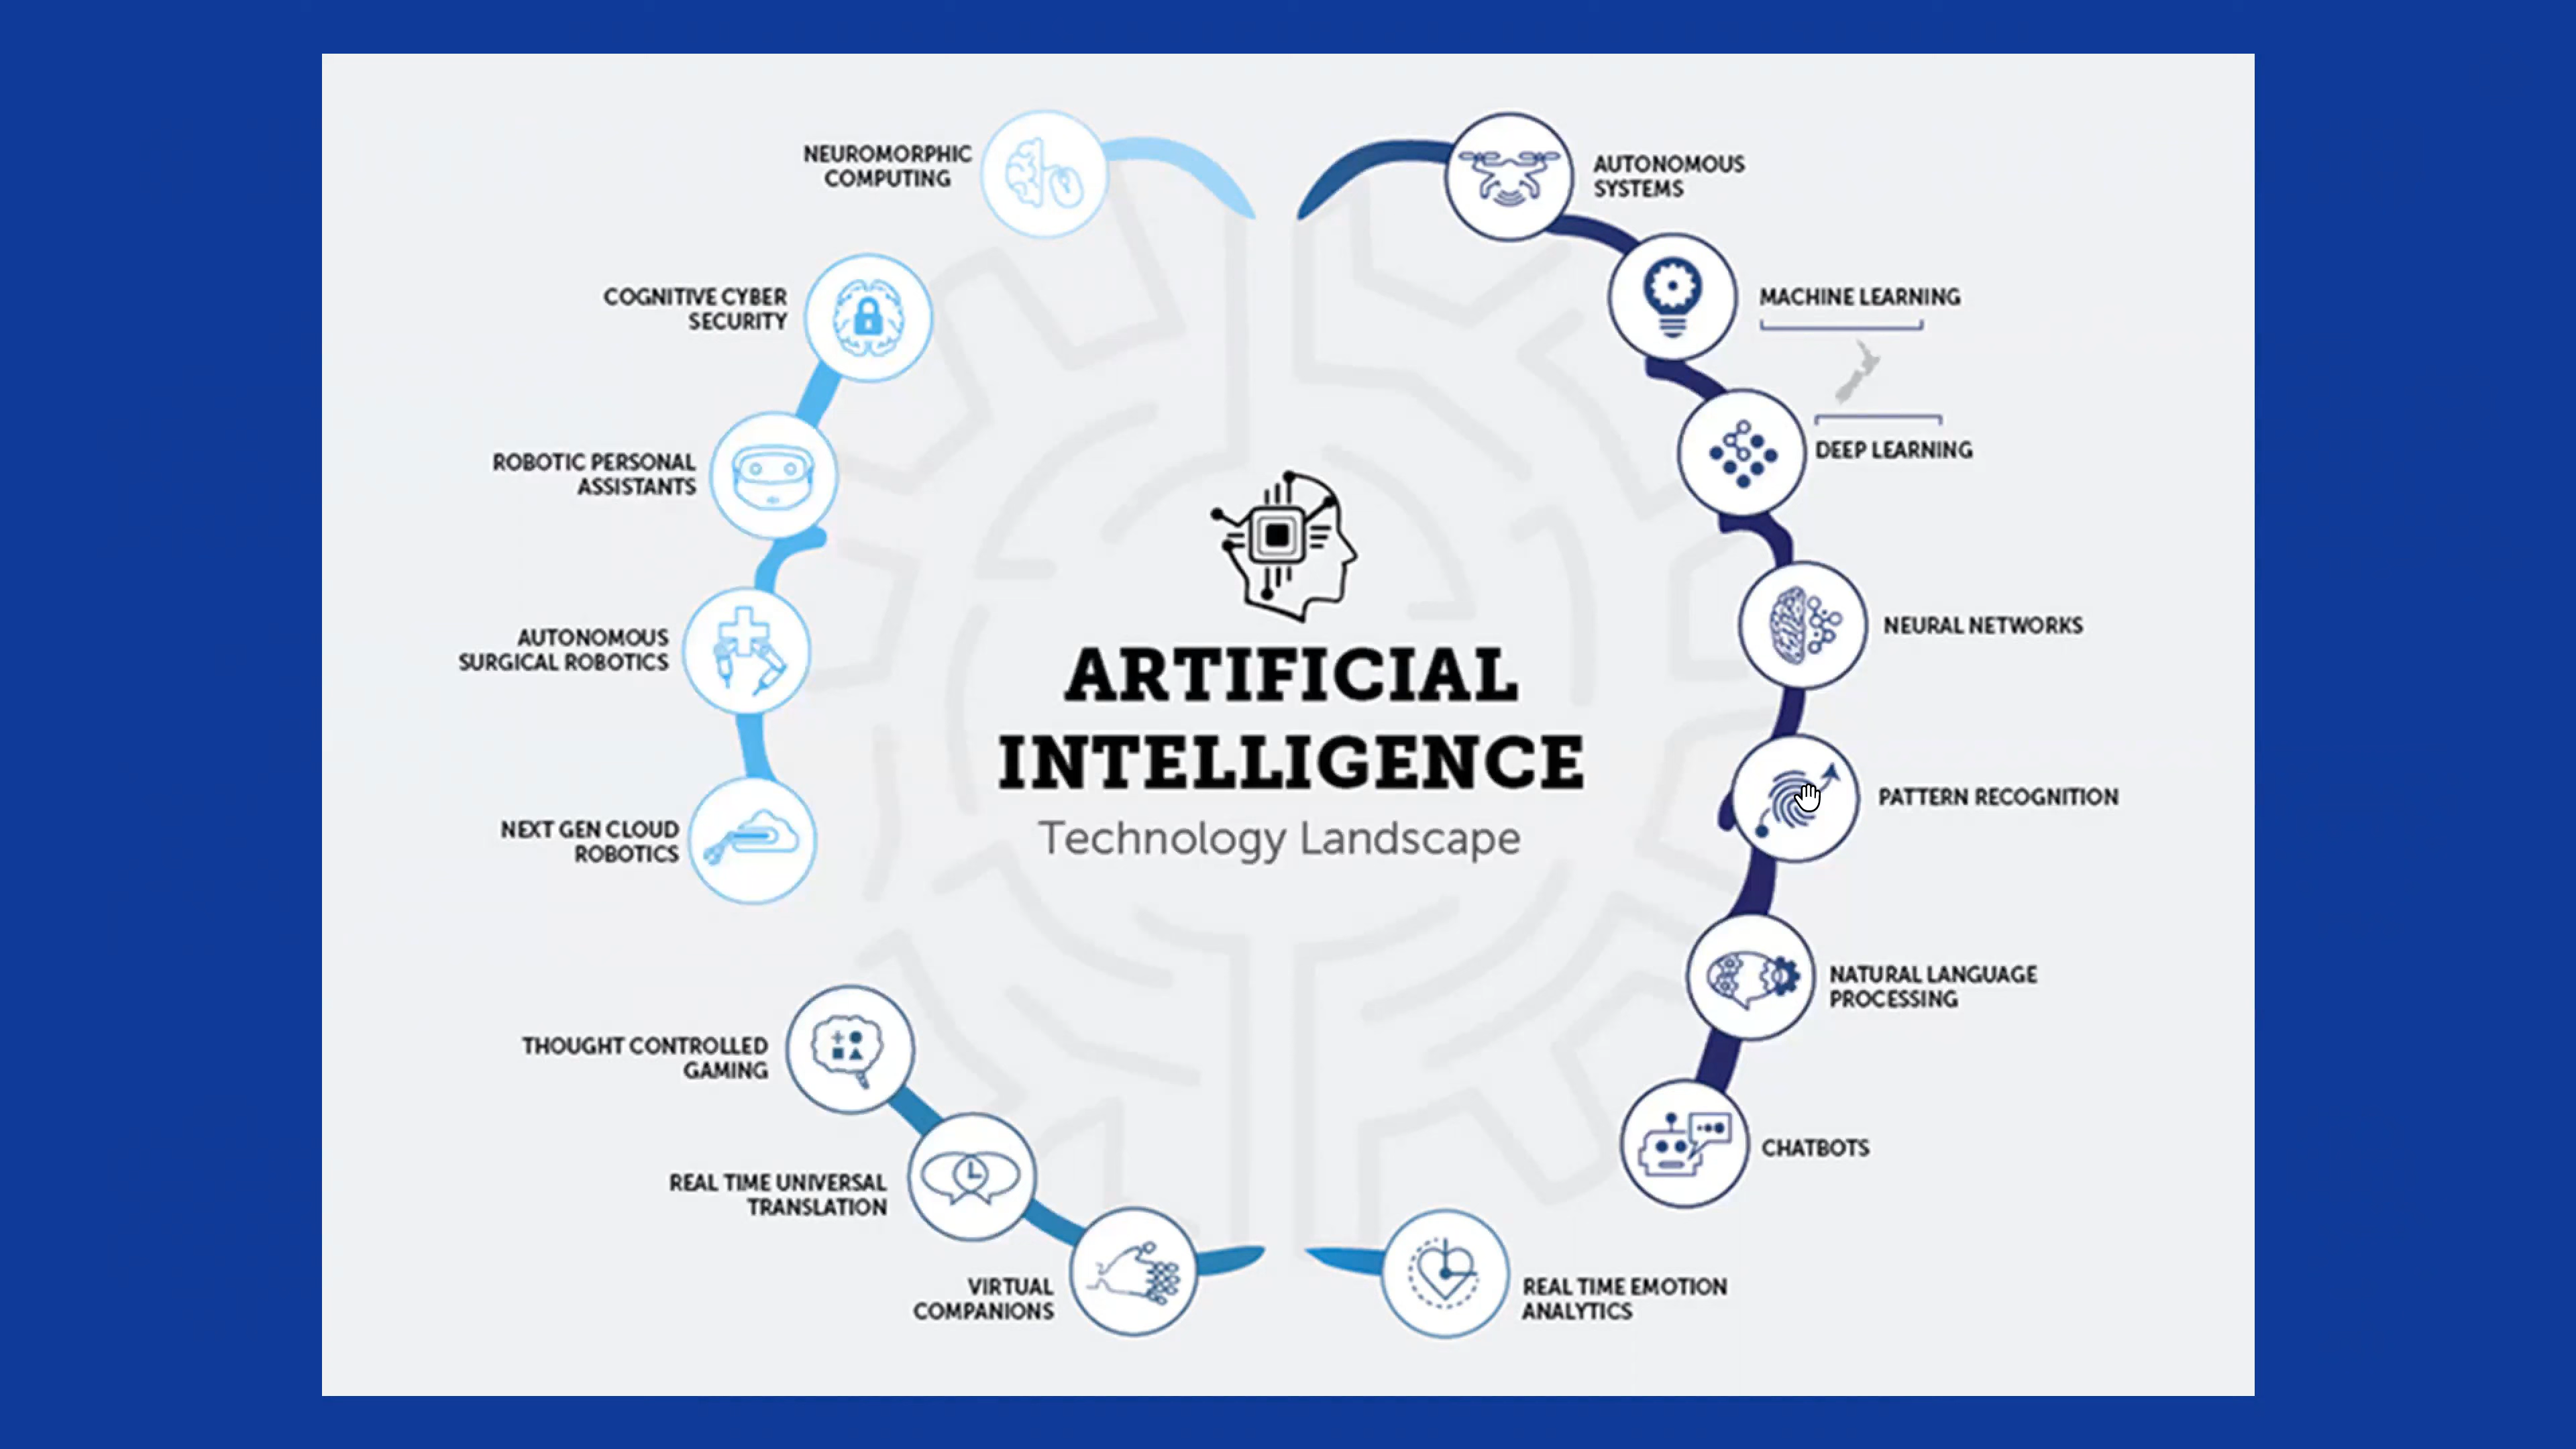 NEUROMORPHIC
COMPUTING
COGNITIVE CYBER
SECURITY
ROBOTIC PERSONAL
ASSISTANTS
AUTONOMOUS
SURGICAL ROBOTICS
NEXT GEN CLOUD
ROBOTICS
THOUGHT CONTROLLED
GAMING
REAL TIME UNIVERSAL
TRANSLATION
VIRTUAL
COMPANIONS
ARTIFICIAL
INTELLIGENCE
Technology Landscape
AUTONOMOUS
SYSTEMS
MACHINE LEARNING
DEEP LEARNING
NEURAL NETWORKS
PATTERN RECOGNITION
NATURAL LANGUAGE
PROCESSING
CHATBOTS
REAL TIME EMOTION
ANALYTICS